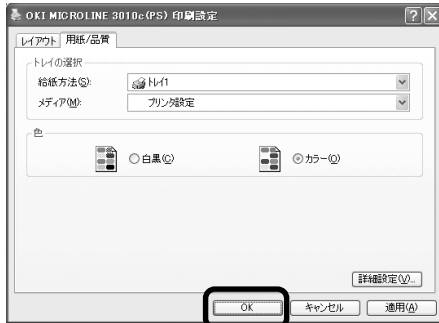 OKI MICROLINE 3010c(PS) 印刷設定
レイアウト 用紙/品質
トレイの選択
給紙方法(S): トレイ1
メディア(M): プリンタ設定
色
白黒(C) カラー(O)
詳細設定(V)...
OK キャンセル 適用(A)